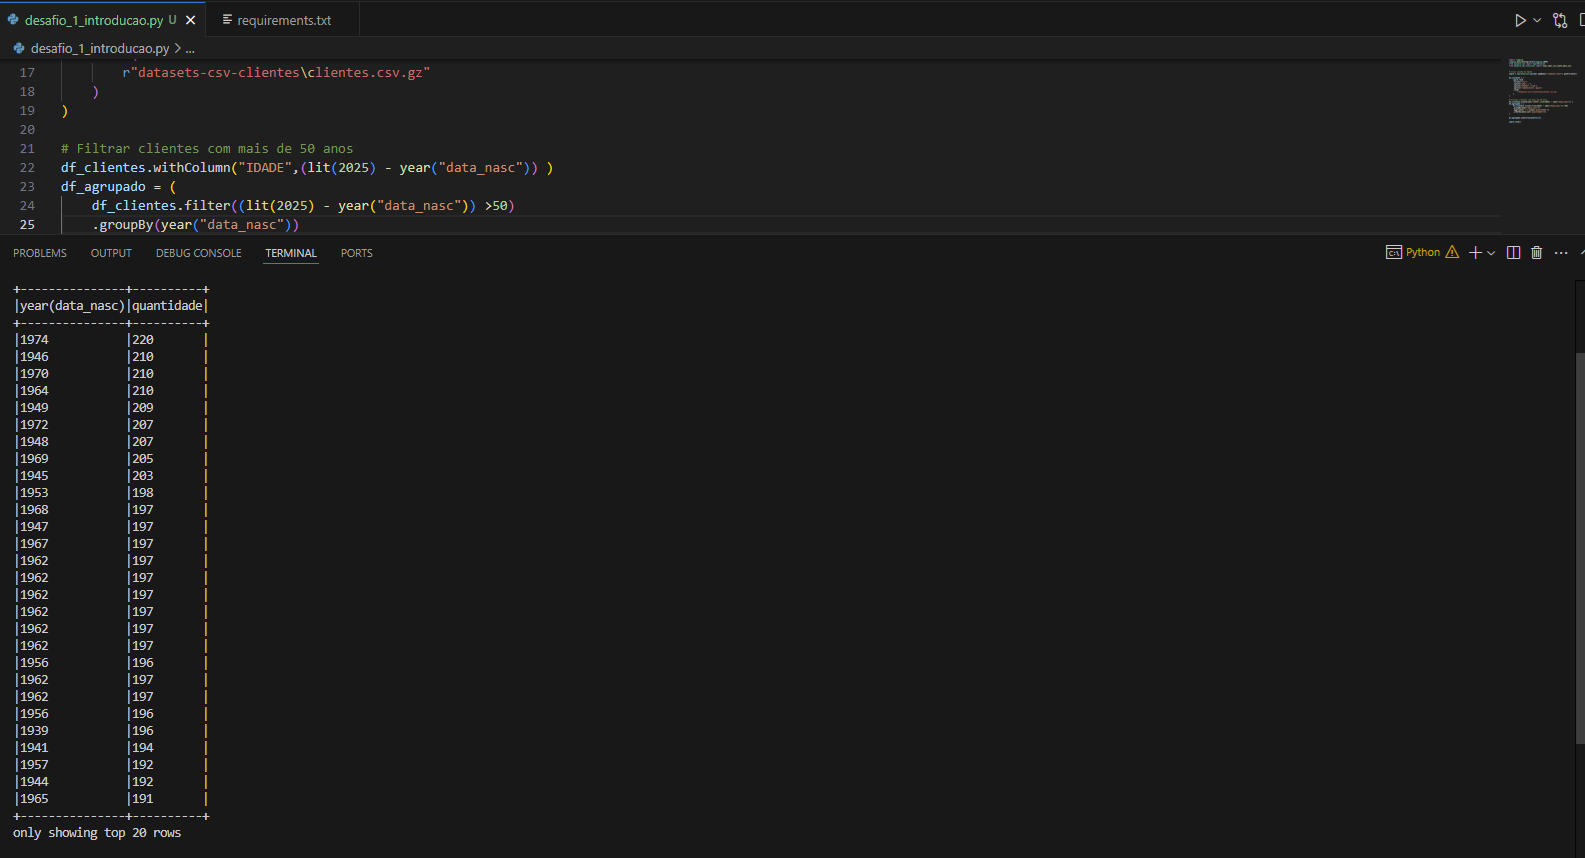 desafio_1_introducao.py U
requirements.txt
desafio_1_introducao.py > ...
17 r"datasets-csv-clientes\clientes.csv.gz"
18 )
19 )
20
21 # Filtrar clientes com mais de 50 anos
22 df_clientes.withColumn("IDADE",(lit(2025) - year("data_nasc")) )
23 df_agrupado = (
24 df_clientes.filter((lit(2025) - year("data_nasc")) >50)
25 .groupBy(year("data_nasc"))
PROBLEMS OUTPUT DEBUG CONSOLE TERMINAL PORTS
Python
+---------------+----------+
|year(data_nasc)|quantidade|
+---------------+----------+
|1974           |220       |
|1946           |210       |
|1970           |210       |
|1964           |210       |
|1949           |209       |
|1972           |207       |
|1948           |207       |
|1969           |205       |
|1945           |203       |
|1953           |198       |
|1968           |197       |
|1947           |197       |
|1967           |197       |
|1962           |197       |
|1962           |197       |
|1962           |197       |
|1962           |197       |
|1962           |197       |
|1962           |197       |
|1956           |196       |
|1962           |197       |
|1962           |197       |
|1956           |196       |
|1939           |196       |
|1941           |194       |
|1957           |192       |
|1944           |192       |
|1965           |191       |
+---------------+----------+
only showing top 20 rows